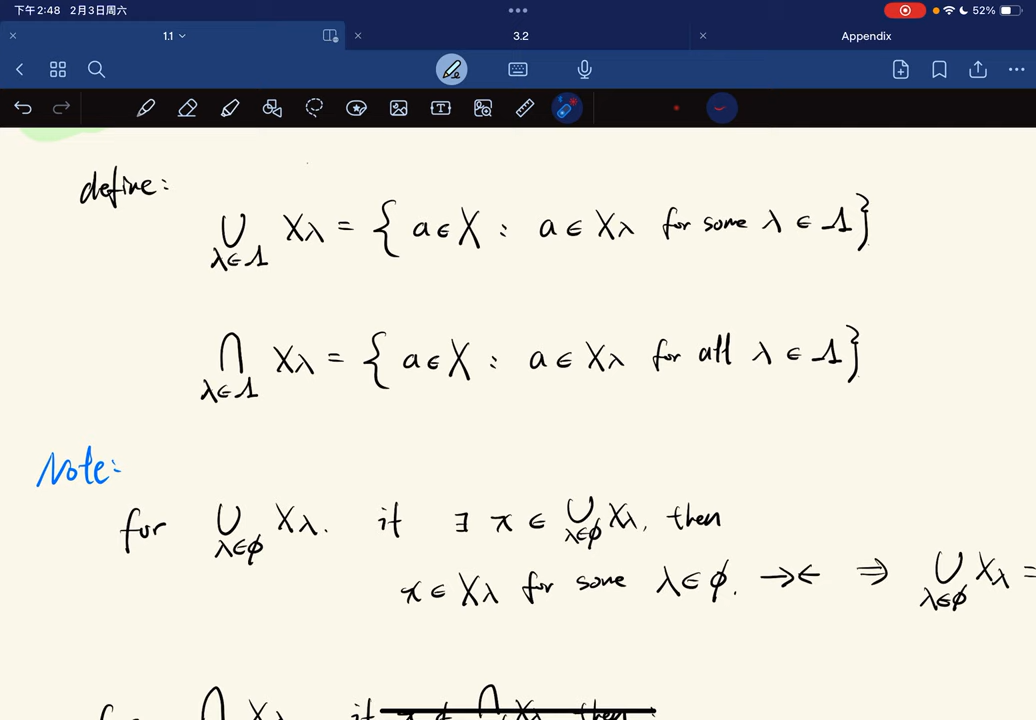 下午2:48 2月3日周六
52%
1.1
3.2
Appendix
define:
⋃_{λ∈Λ} Xλ = { a∈X : a∈Xλ for some λ∈Λ}
⋂_{λ∈Λ} Xλ = { a∈X : a∈Xλ for all λ∈Λ}
Note:
for ⋃_{λ∈ϕ} Xλ. if ∃ x ∈ ⋃_{λ∈ϕ} Xλ, then
x ∈ Xλ for some λ∈ϕ. →← ⇒ ⋃_{λ∈ϕ} Xλ =